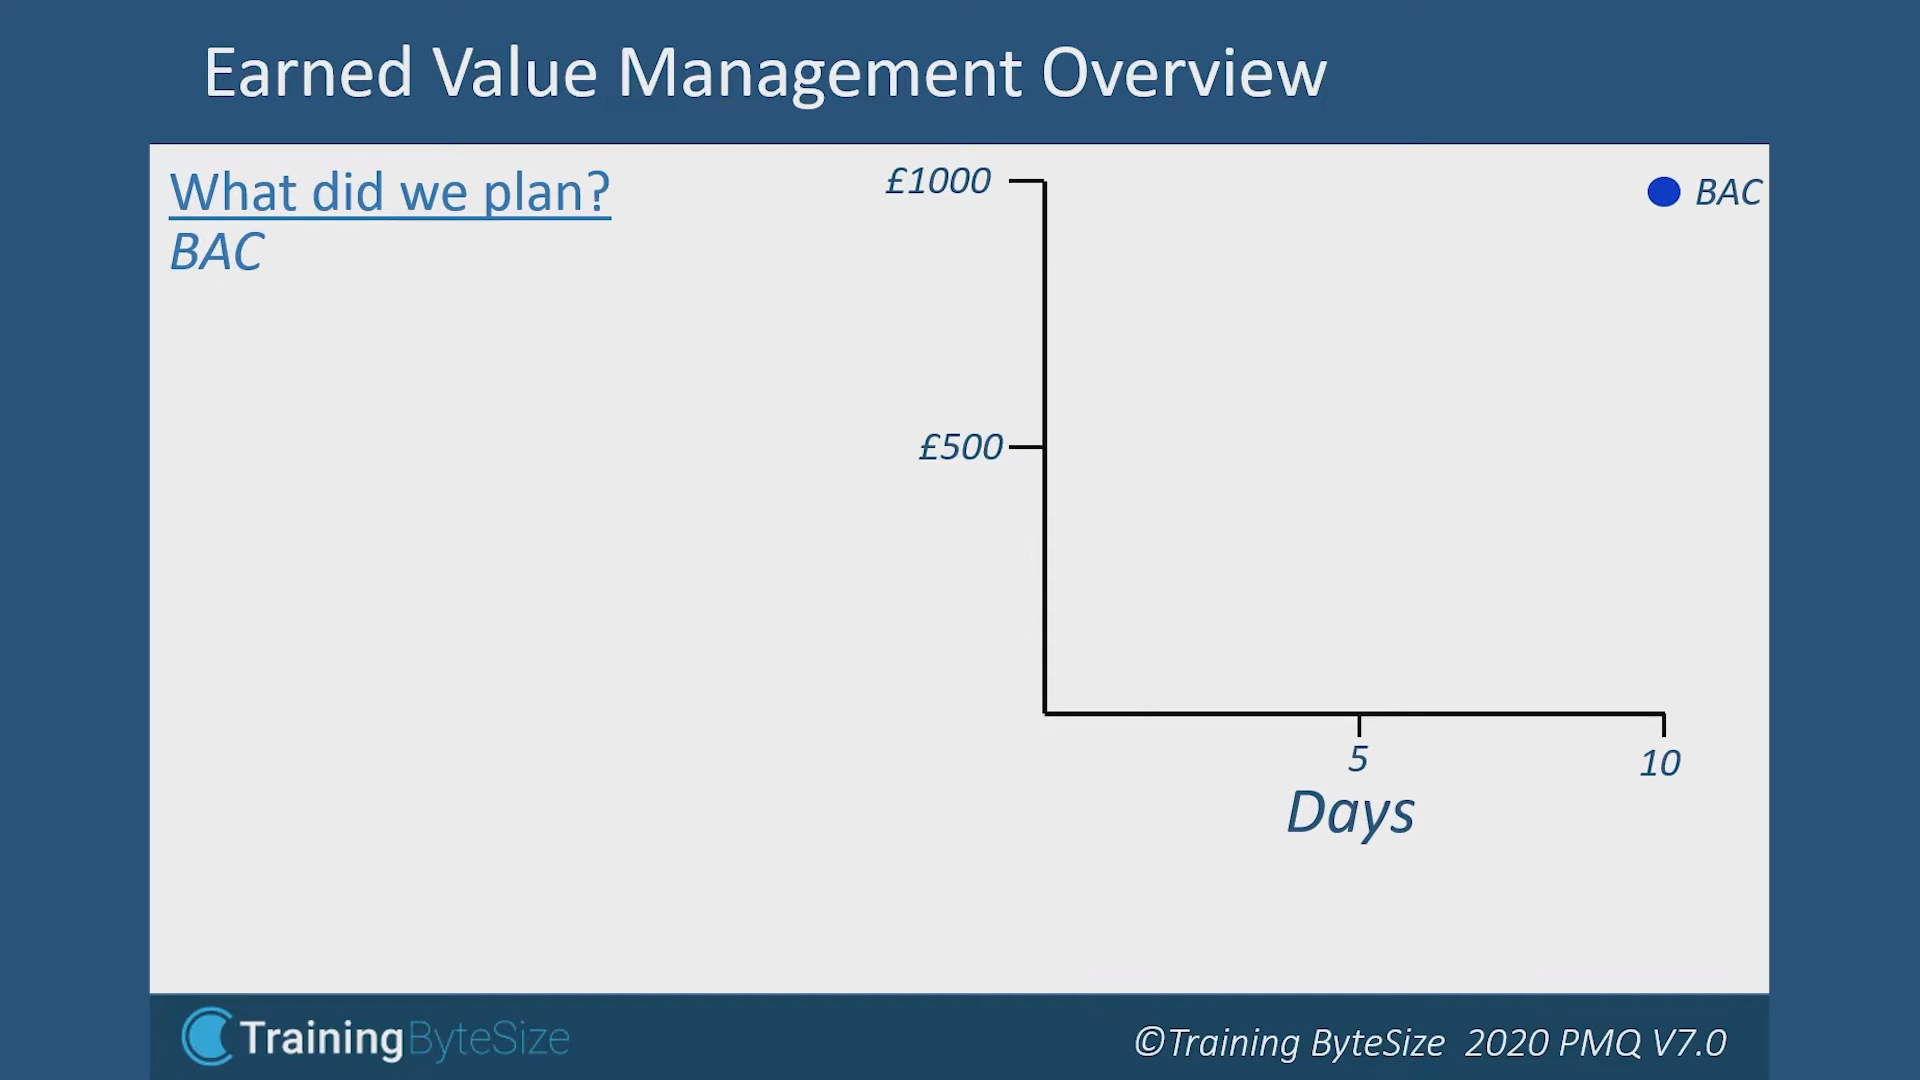 Earned Value Management Overview
What did we plan?
BAC
£1000
BAC
£500
5
10
Days
TrainingByteSize
©Training ByteSize 2020 PMQ V7.0